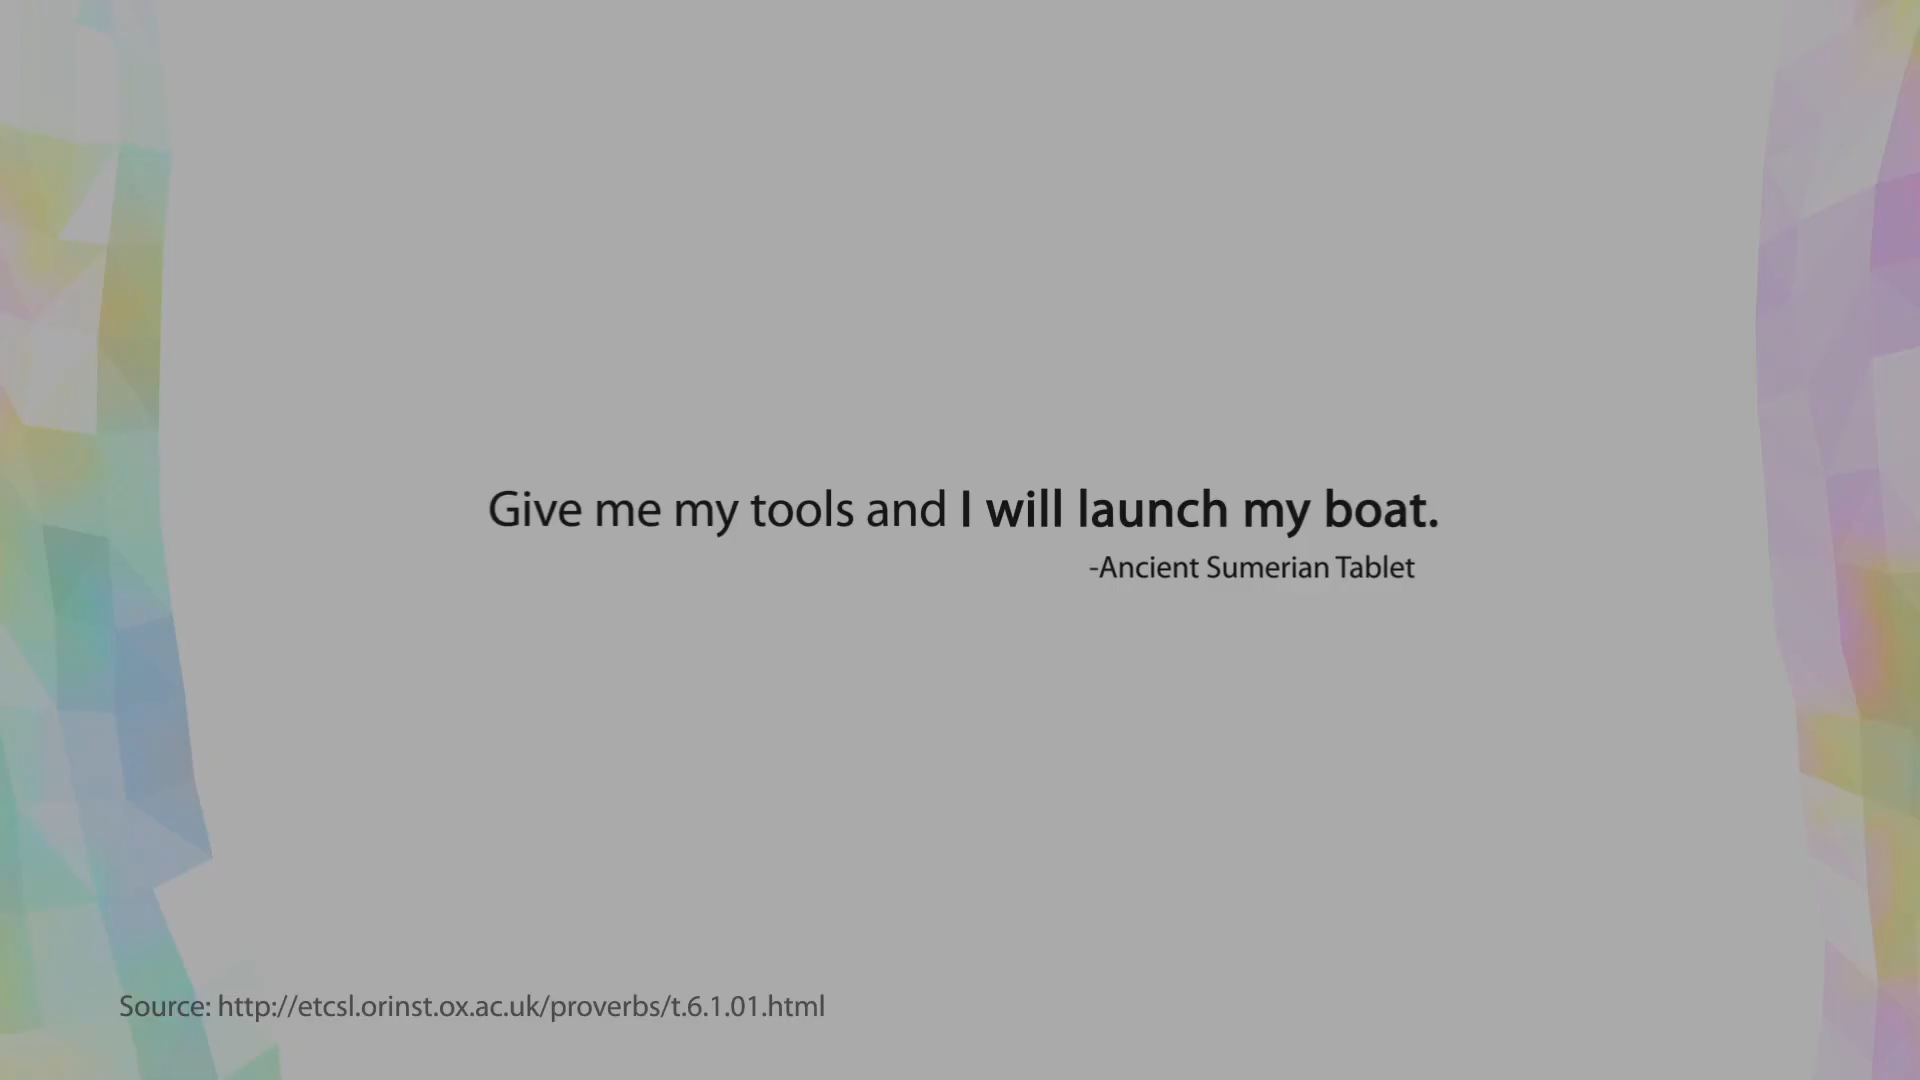 Give me my tools and I will launch my boat.
-Ancient Sumerian Tablet
Source: http://etcsl.orinst.ox.ac.uk/proverbs/t.6.1.01.html